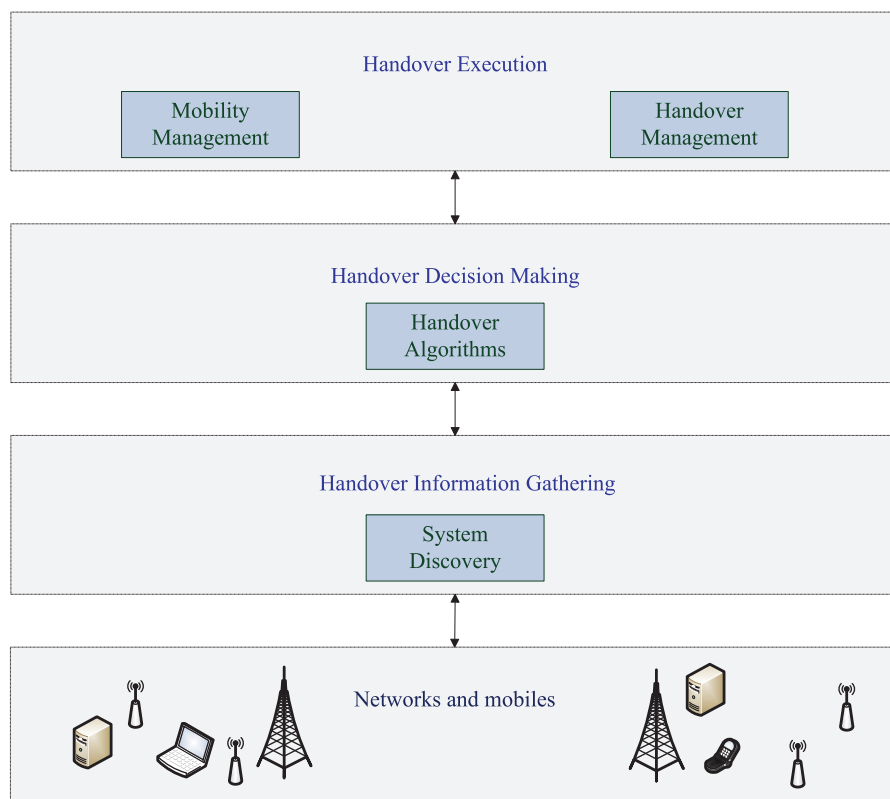 Handover Execution
Mobility
Management
Handover
Management
Handover Decision Making
Handover
Algorithms
Handover Information Gathering
System
Discovery
Networks and mobiles